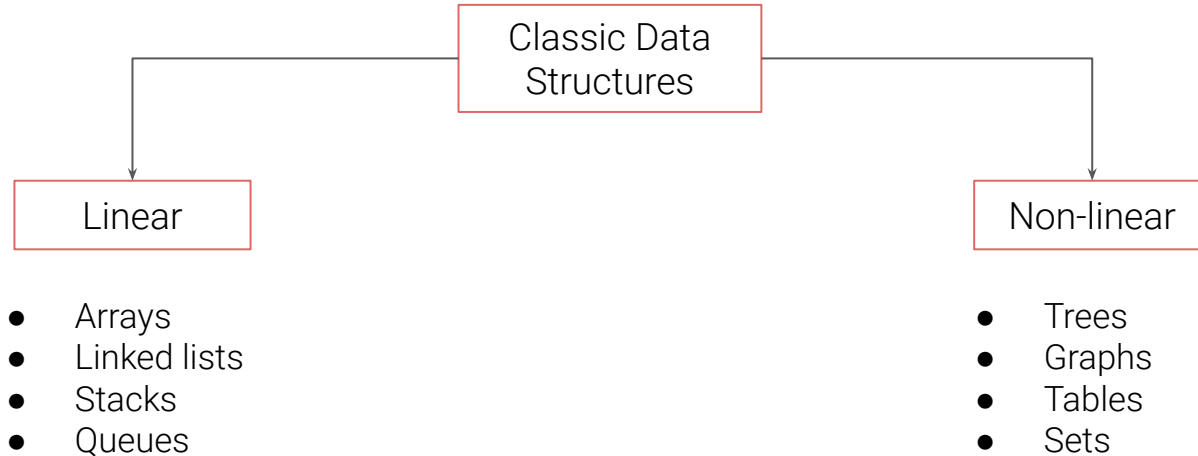 Classic Data
Structures
Linear
Non-linear
● Arrays
● Linked lists
● Stacks
● Queues
● Trees
● Graphs
● Tables
● Sets